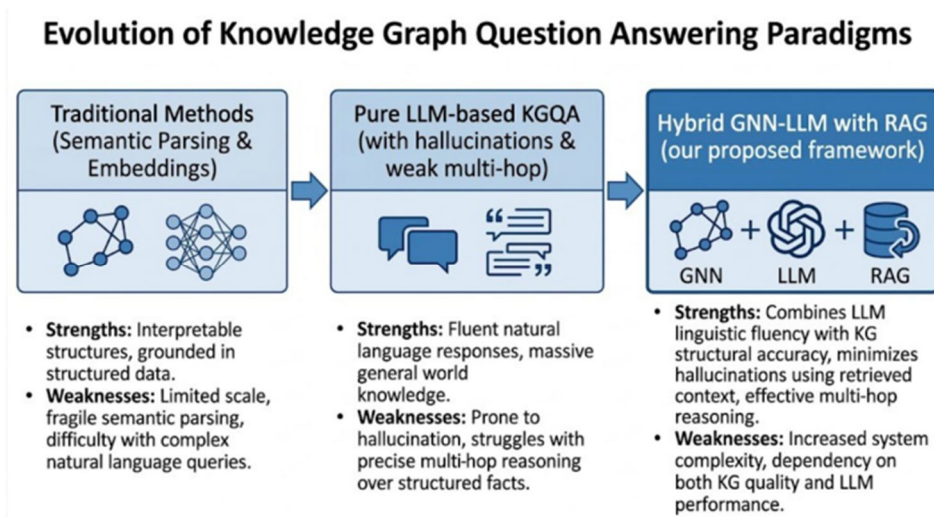 Evolution of Knowledge Graph Question Answering Paradigms
Traditional Methods
(Semantic Parsing &
Embeddings)
• Strengths: Interpretable
structures, grounded in
structured data.
• Weaknesses: Limited scale,
fragile semantic parsing,
difficulty with complex
natural language queries.
Pure LLM-based KGQA
(with hallucinations &
weak multi-hop)
“
”
• Strengths: Fluent natural
language responses, massive
general world
knowledge.
• Weaknesses: Prone to
hallucination, struggles with
precise multi-hop reasoning
over structured facts.
Hybrid GNN-LLM with RAG
(our proposed framework)
+ +
GNN LLM RAG
• Strengths: Combines LLM
linguistic fluency with KG
structural accuracy, minimizes
hallucinations using retrieved
context, effective multi-hop
reasoning.
• Weaknesses: Increased system
complexity, dependency on
both KG quality and LLM
performance.